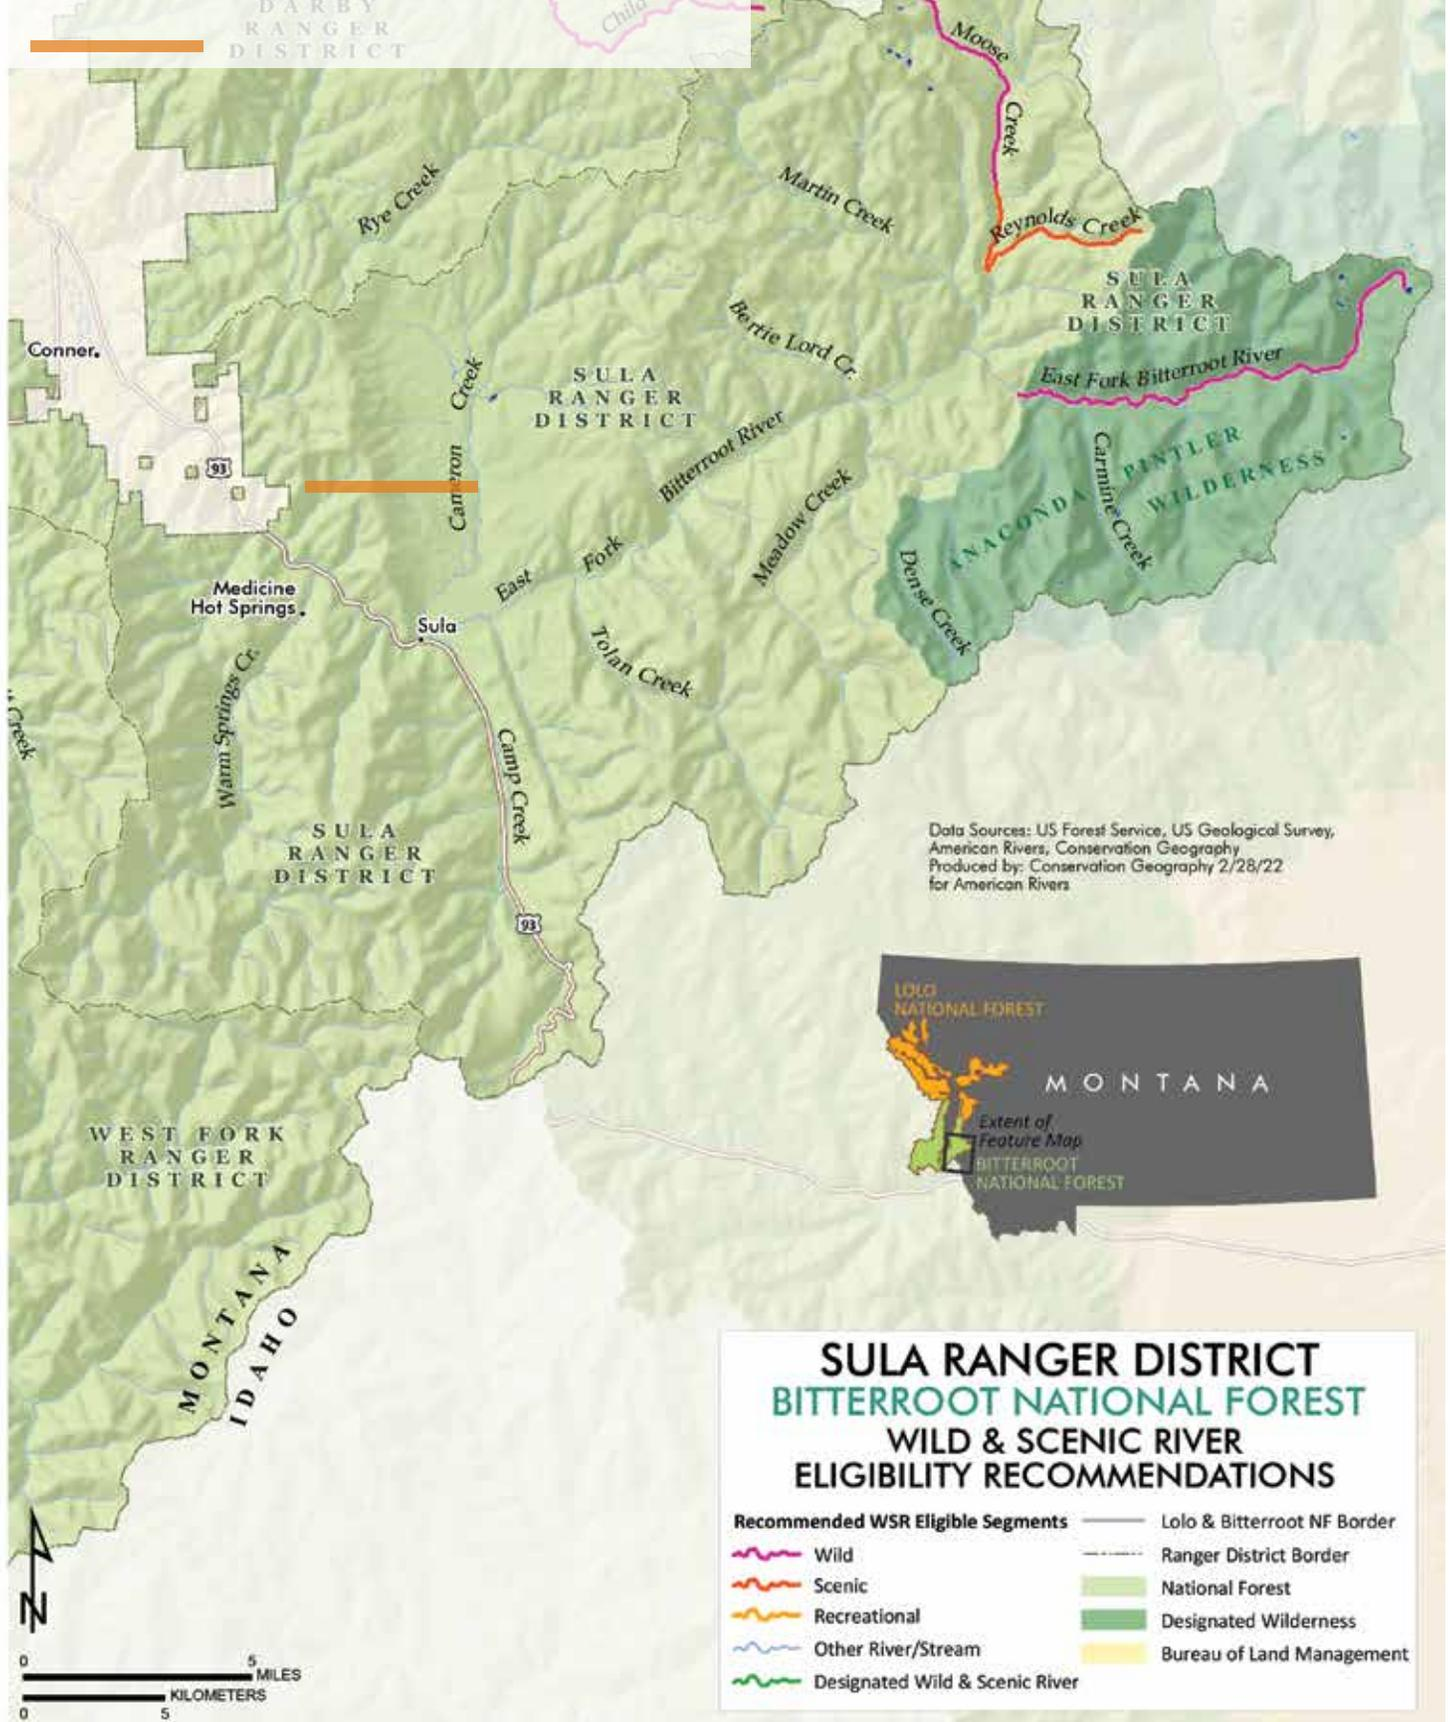 DARBY
RANGER
DISTRICT
Child
Moose
Creek
Rye Creek
Martin Creek
Reynolds Creek
SULA
RANGER
DISTRICT
Conner
Bertie Lord Cr.
East Fork Bitterroot River
Cameron Creek
SULA
RANGER
DISTRICT
93
East Fork Bitterroot River
Meadow Creek
Carmine Creek
ANACONDA PINTLER
WILDERNESS
Dense Creek
Medicine
Hot Springs
Sula
Tolan Creek
Warm Springs Cr.
Creek
Camp Creek
SULA
RANGER
DISTRICT
93
Data Sources: US Forest Service, US Geological Survey,
American Rivers, Conservation Geography
Produced by: Conservation Geography 2/28/22
for American Rivers
LOLO
NATIONAL FOREST
MONTANA
Extent of
Feature Map
BITTERROOT
NATIONAL FOREST
WEST FORK
RANGER
DISTRICT
MONTANA
IDAHO
SULA RANGER DISTRICT
BITTERROOT NATIONAL FOREST
WILD & SCENIC RIVER
ELIGIBILITY RECOMMENDATIONS
Recommended WSR Eligible Segments
Wild
Scenic
Recreational
Other River/Stream
Designated Wild & Scenic River
Lolo & Bitterroot NF Border
Ranger District Border
National Forest
Designated Wilderness
Bureau of Land Management
N
0 5
MILES
KILOMETERS
0 5